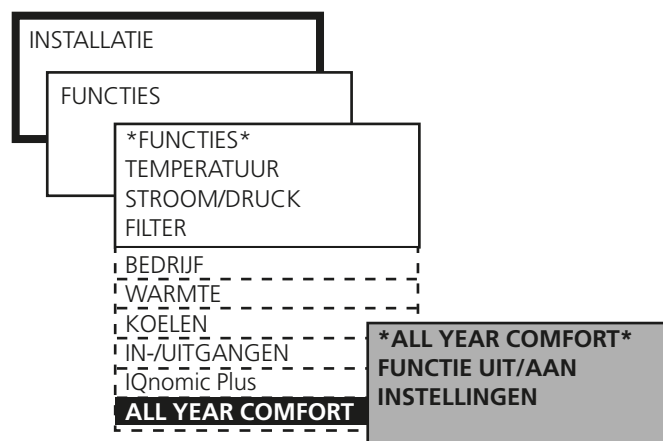 INSTALLATIE
FUNCTIES
*FUNCTIES*
TEMPERATUUR
STROOM/DRUCK
FILTER
BEDRIJF
WARMTE
KOELEN
IN-/UITGANGEN
IQnomic Plus
ALL YEAR COMFORT
*ALL YEAR COMFORT*
FUNCTIE UIT/AAN
INSTELLINGEN